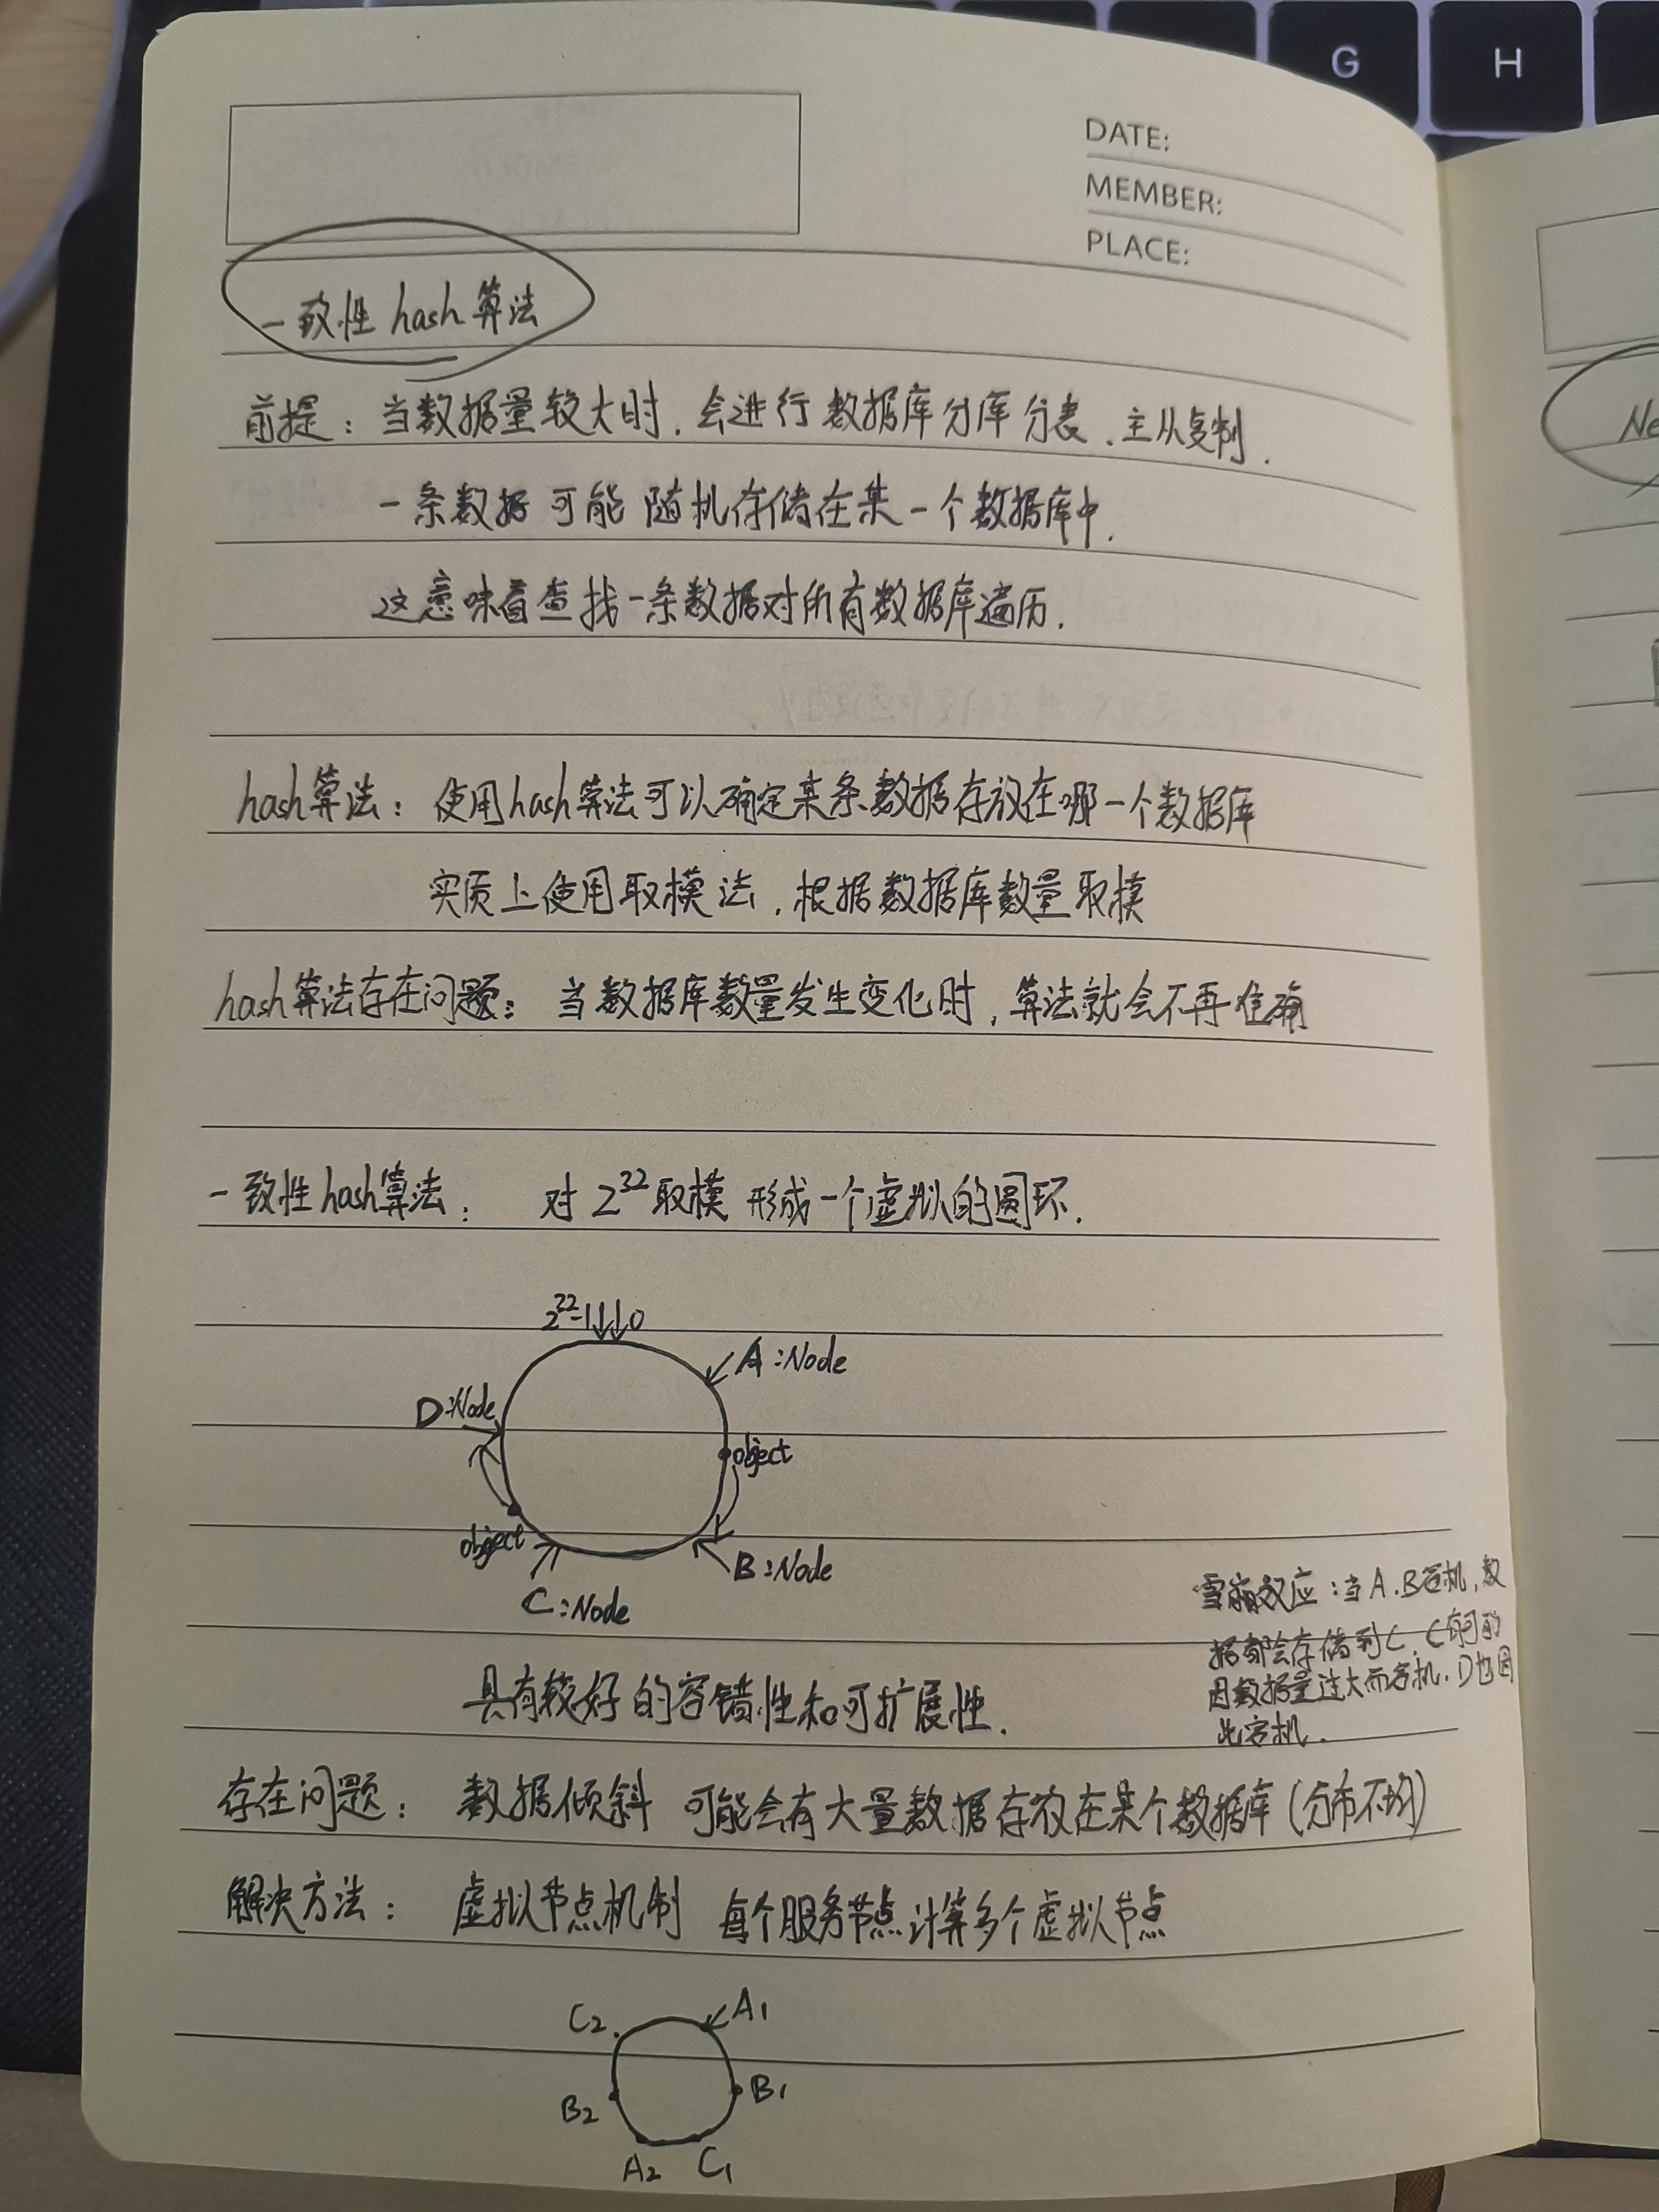 G
H
DATE:
MEMBER:
PLACE:
一致性 hash 算法
前提：当数据量较大时，会进行数据库分库分表、主从复制．
一条数据可能随机存储在某一个数据库中．
这意味着查找一条数据对所有数据库遍历．
hash算法：使用hash算法可以确定某条数据存放在哪一个数据库
实质上使用取模法，根据数据库数量取模
hash算法存在问题：当数据库数量发生变化时，算法就会不再准确
一致性hash算法： 对 2³²取模 形成一个虚拟的圆环．
2³²-1 0
A:Node
D:Node
object
object
B:Node
C:Node
雪崩效应：当A.B宕机，数
据都会存储到C，C有可能
因数据量过大而宕机．D也因
此宕机．
具有较好的容错性和可扩展性．
存在问题： 数据倾斜 可能会有大量数据存放在某个数据库（分布不均）
解决方法： 虚拟节点机制 每个服务节点计算多个虚拟节点
C₂
A₁
B₂
B₁
A₂
C₁
Ne